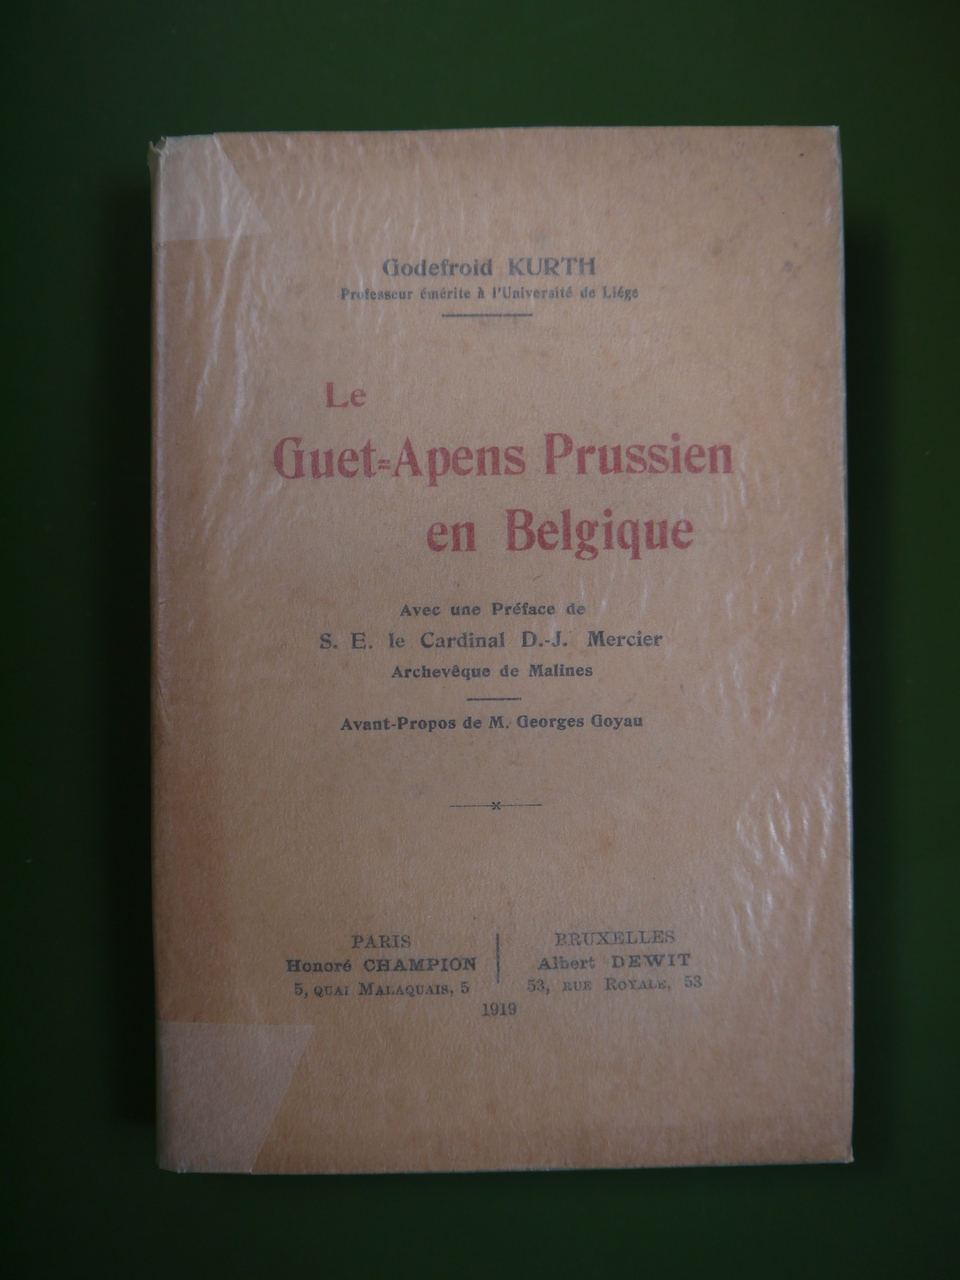 Godefroid KURTH
Professeur émérite à l'Université de Liége
Le
Guet=Apens Prussien
en Belgique
Avec une Préface de
S. E. le Cardinal D.-J. Mercier
Archevêque de Malines
Avant-Propos de M. Georges Goyau
PARIS
Honoré CHAMPION
5, QUAI MALAQUAIS, 5
BRUXELLES
Albert DEWIT
53, RUE ROYALE, 53
1919